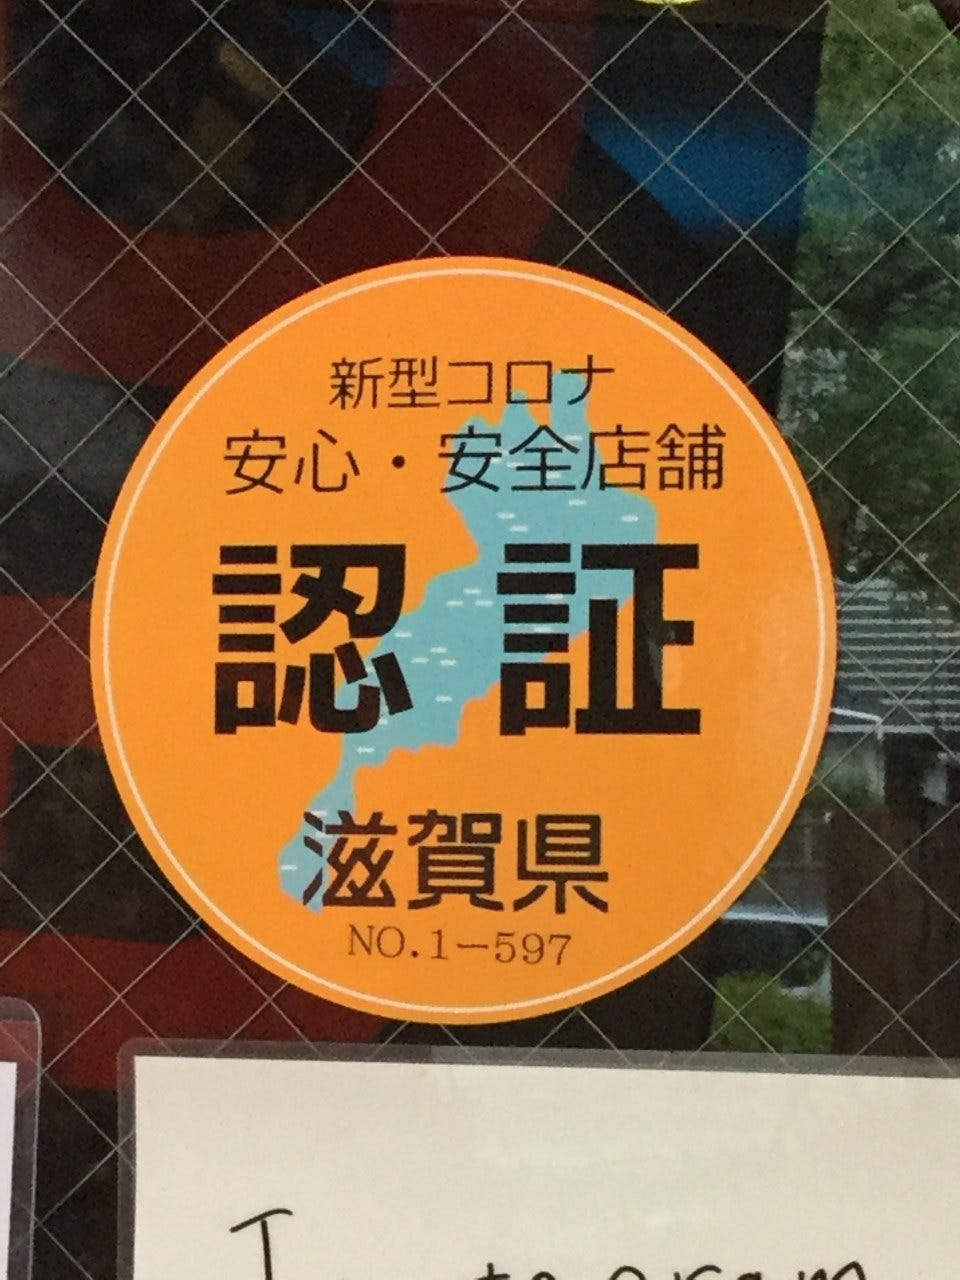 新型コロナ
安心・安全店舗
認証
滋賀県
NO.1-597